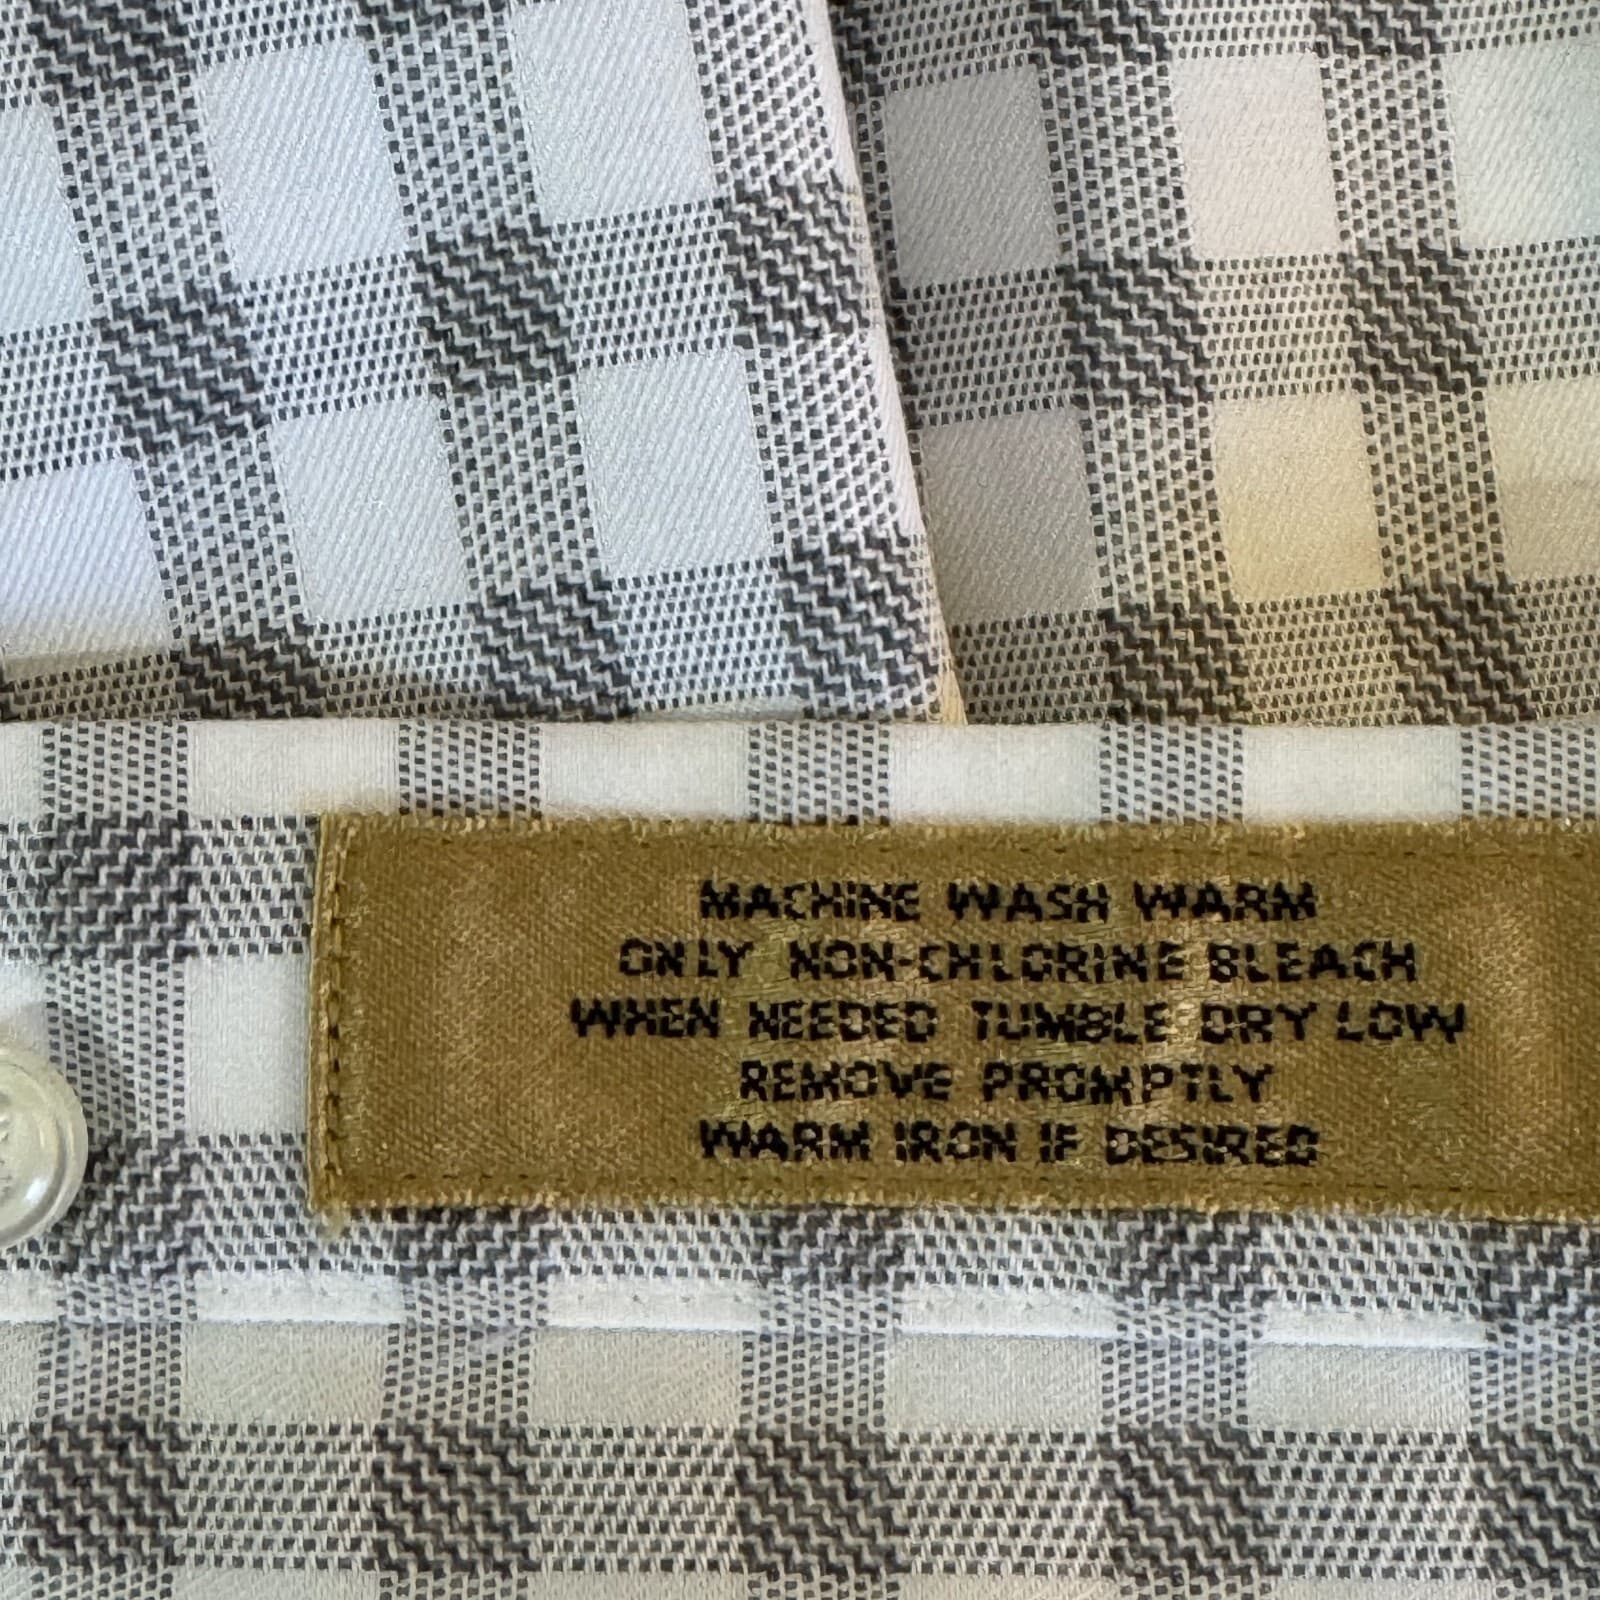 MACHINE WASH WARM
ONLY NON-CHLORINE BLEACH
WHEN NEEDED TUMBLE DRY LOW
REMOVE PROMPTLY
WARM IRON IF DESIRED